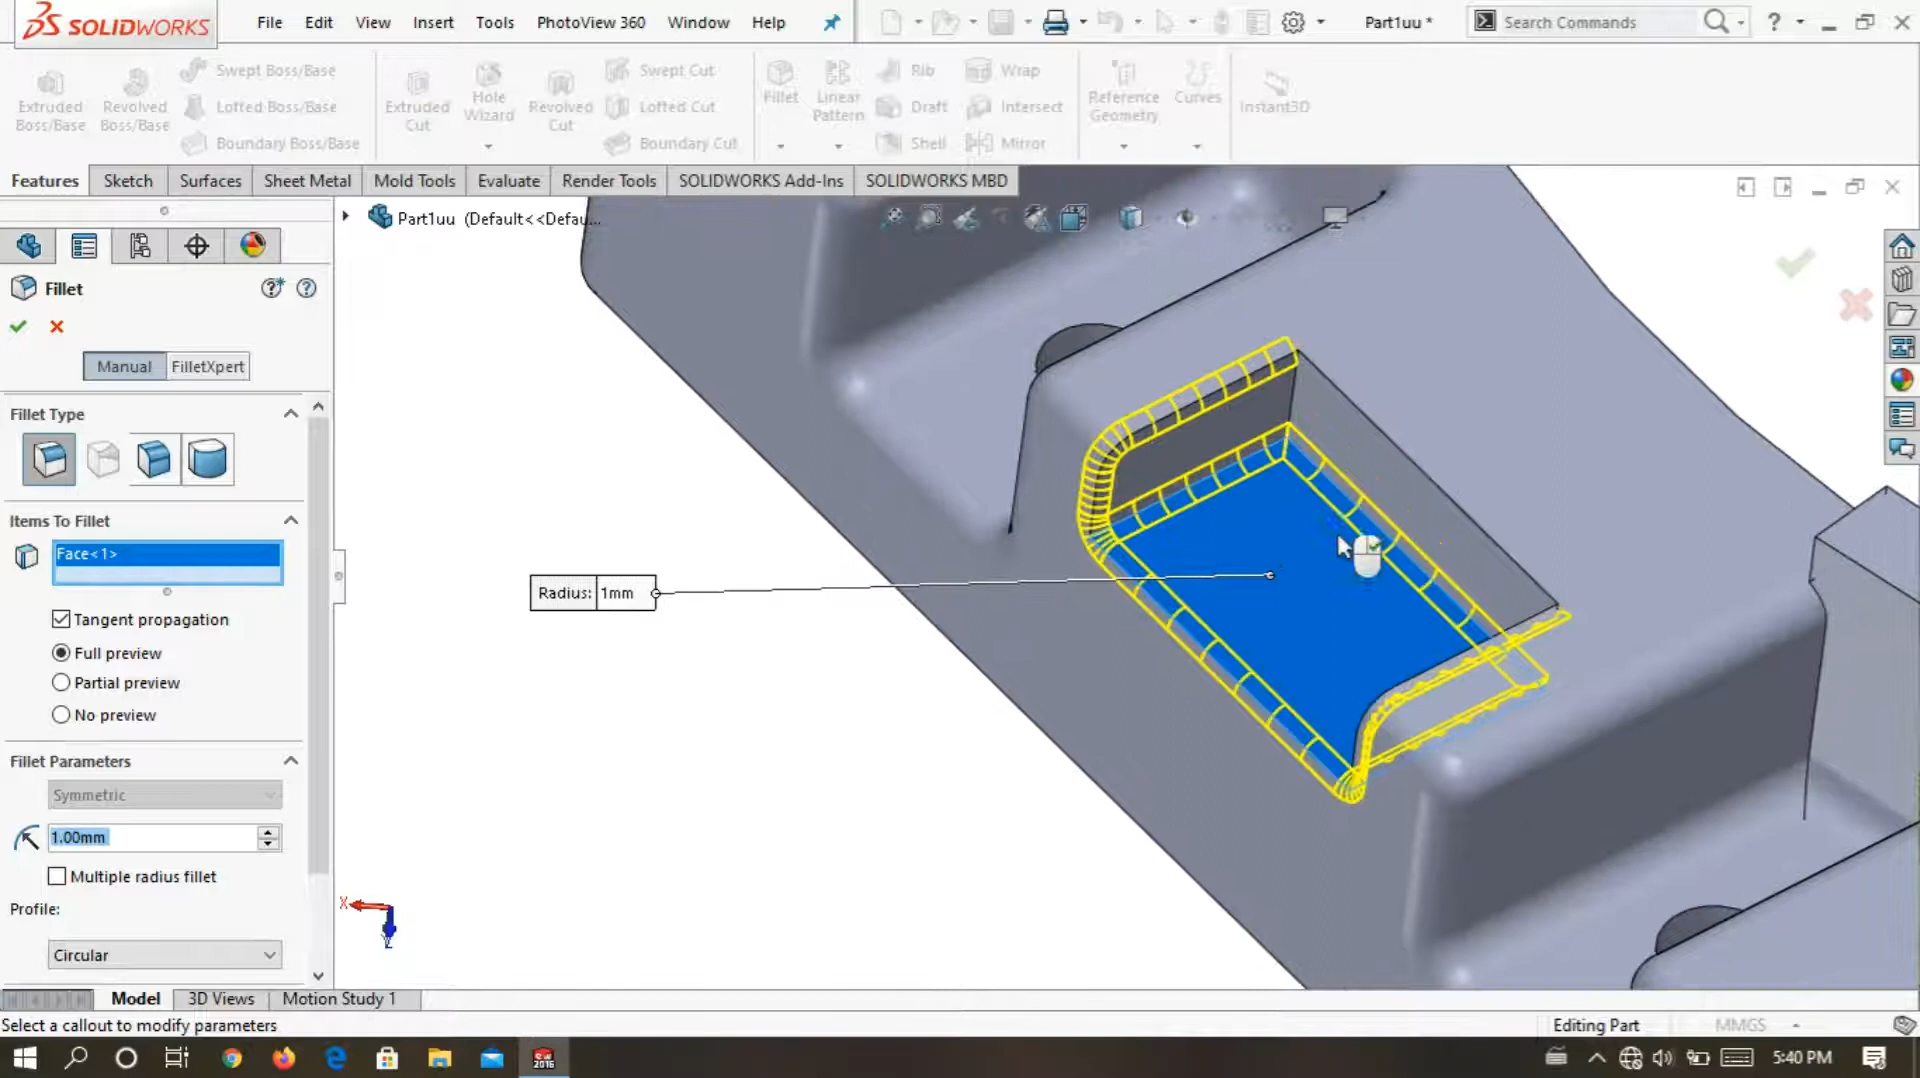 SOLIDWORKS File Edit View Insert Tools PhotoView 360 Window Help Part1uu * Search Commands ?
Extruded Boss/Base
Revolved Boss/Base
Swept Boss/Base
Lofted Boss/Base
Boundary Boss/Base
Extruded Cut
Hole Wizard
Revolved Cut
Swept Cut
Lofted Cut
Boundary Cut
Fillet
Linear Pattern
Rib
Draft
Shell
Wrap
Intersect
Mirror
Reference Geometry
Curves
Instant3D
Features Sketch Surfaces Sheet Metal Mold Tools Evaluate Render Tools SOLIDWORKS Add-Ins SOLIDWORKS MBD
Part1uu (Default<<Defau...
Fillet
Manual FilletXpert
Fillet Type
Items To Fillet
Face<1>
Tangent propagation
Full preview
Partial preview
No preview
Fillet Parameters
Symmetric
1.00mm
Multiple radius fillet
Profile:
Circular
Radius: 1mm
X
Z
Model 3D Views Motion Study 1
Select a callout to modify parameters
Editing Part MMGS
SW 2016
5:40 PM